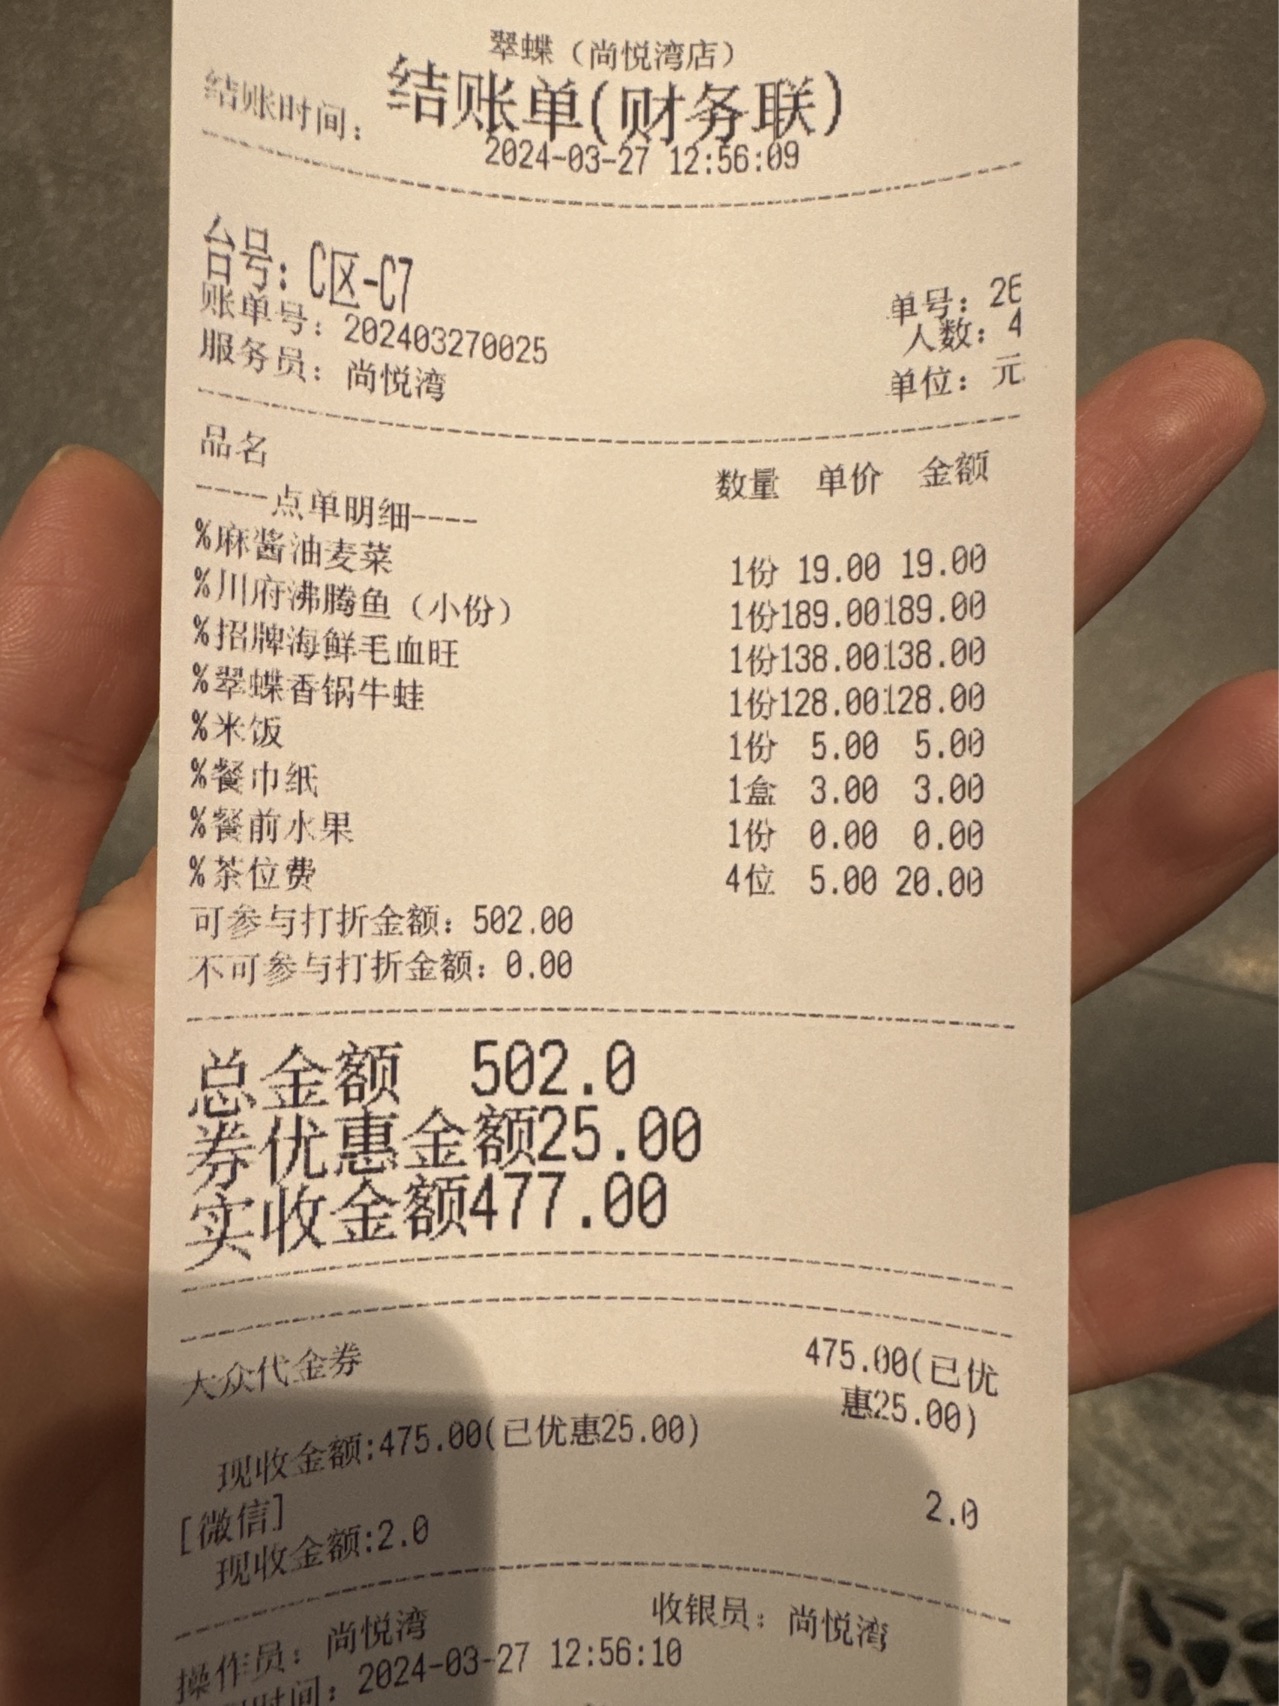 翠蝶（尚悦湾店）
结账单(财务联)
结账时间： 2024-03-27 12:56:09
台号：C区-C7
单号：26
账单号：202403270025
人数：4
服务员：尚悦湾
单位：元
品名 数量 单价 金额
----点单明细----
%麻酱油麦菜 1份 19.00 19.00
%川府沸腾鱼（小份） 1份189.00189.00
%招牌海鲜毛血旺 1份138.00138.00
%翠蝶香锅牛蛙 1份128.00128.00
%米饭 1份 5.00 5.00
%餐巾纸 1盒 3.00 3.00
%餐前水果 1份 0.00 0.00
%茶位费 4位 5.00 20.00
可参与打折金额：502.00
不可参与打折金额：0.00
总金额 502.0
券优惠金额25.00
实收金额477.00
大众代金券 475.00(已优
惠25.00)
现收金额:475.00(已优惠25.00)
[微信] 2.0
现收金额:2.0
操作员：尚悦湾 收银员：尚悦湾
时间：2024-03-27 12:56:10